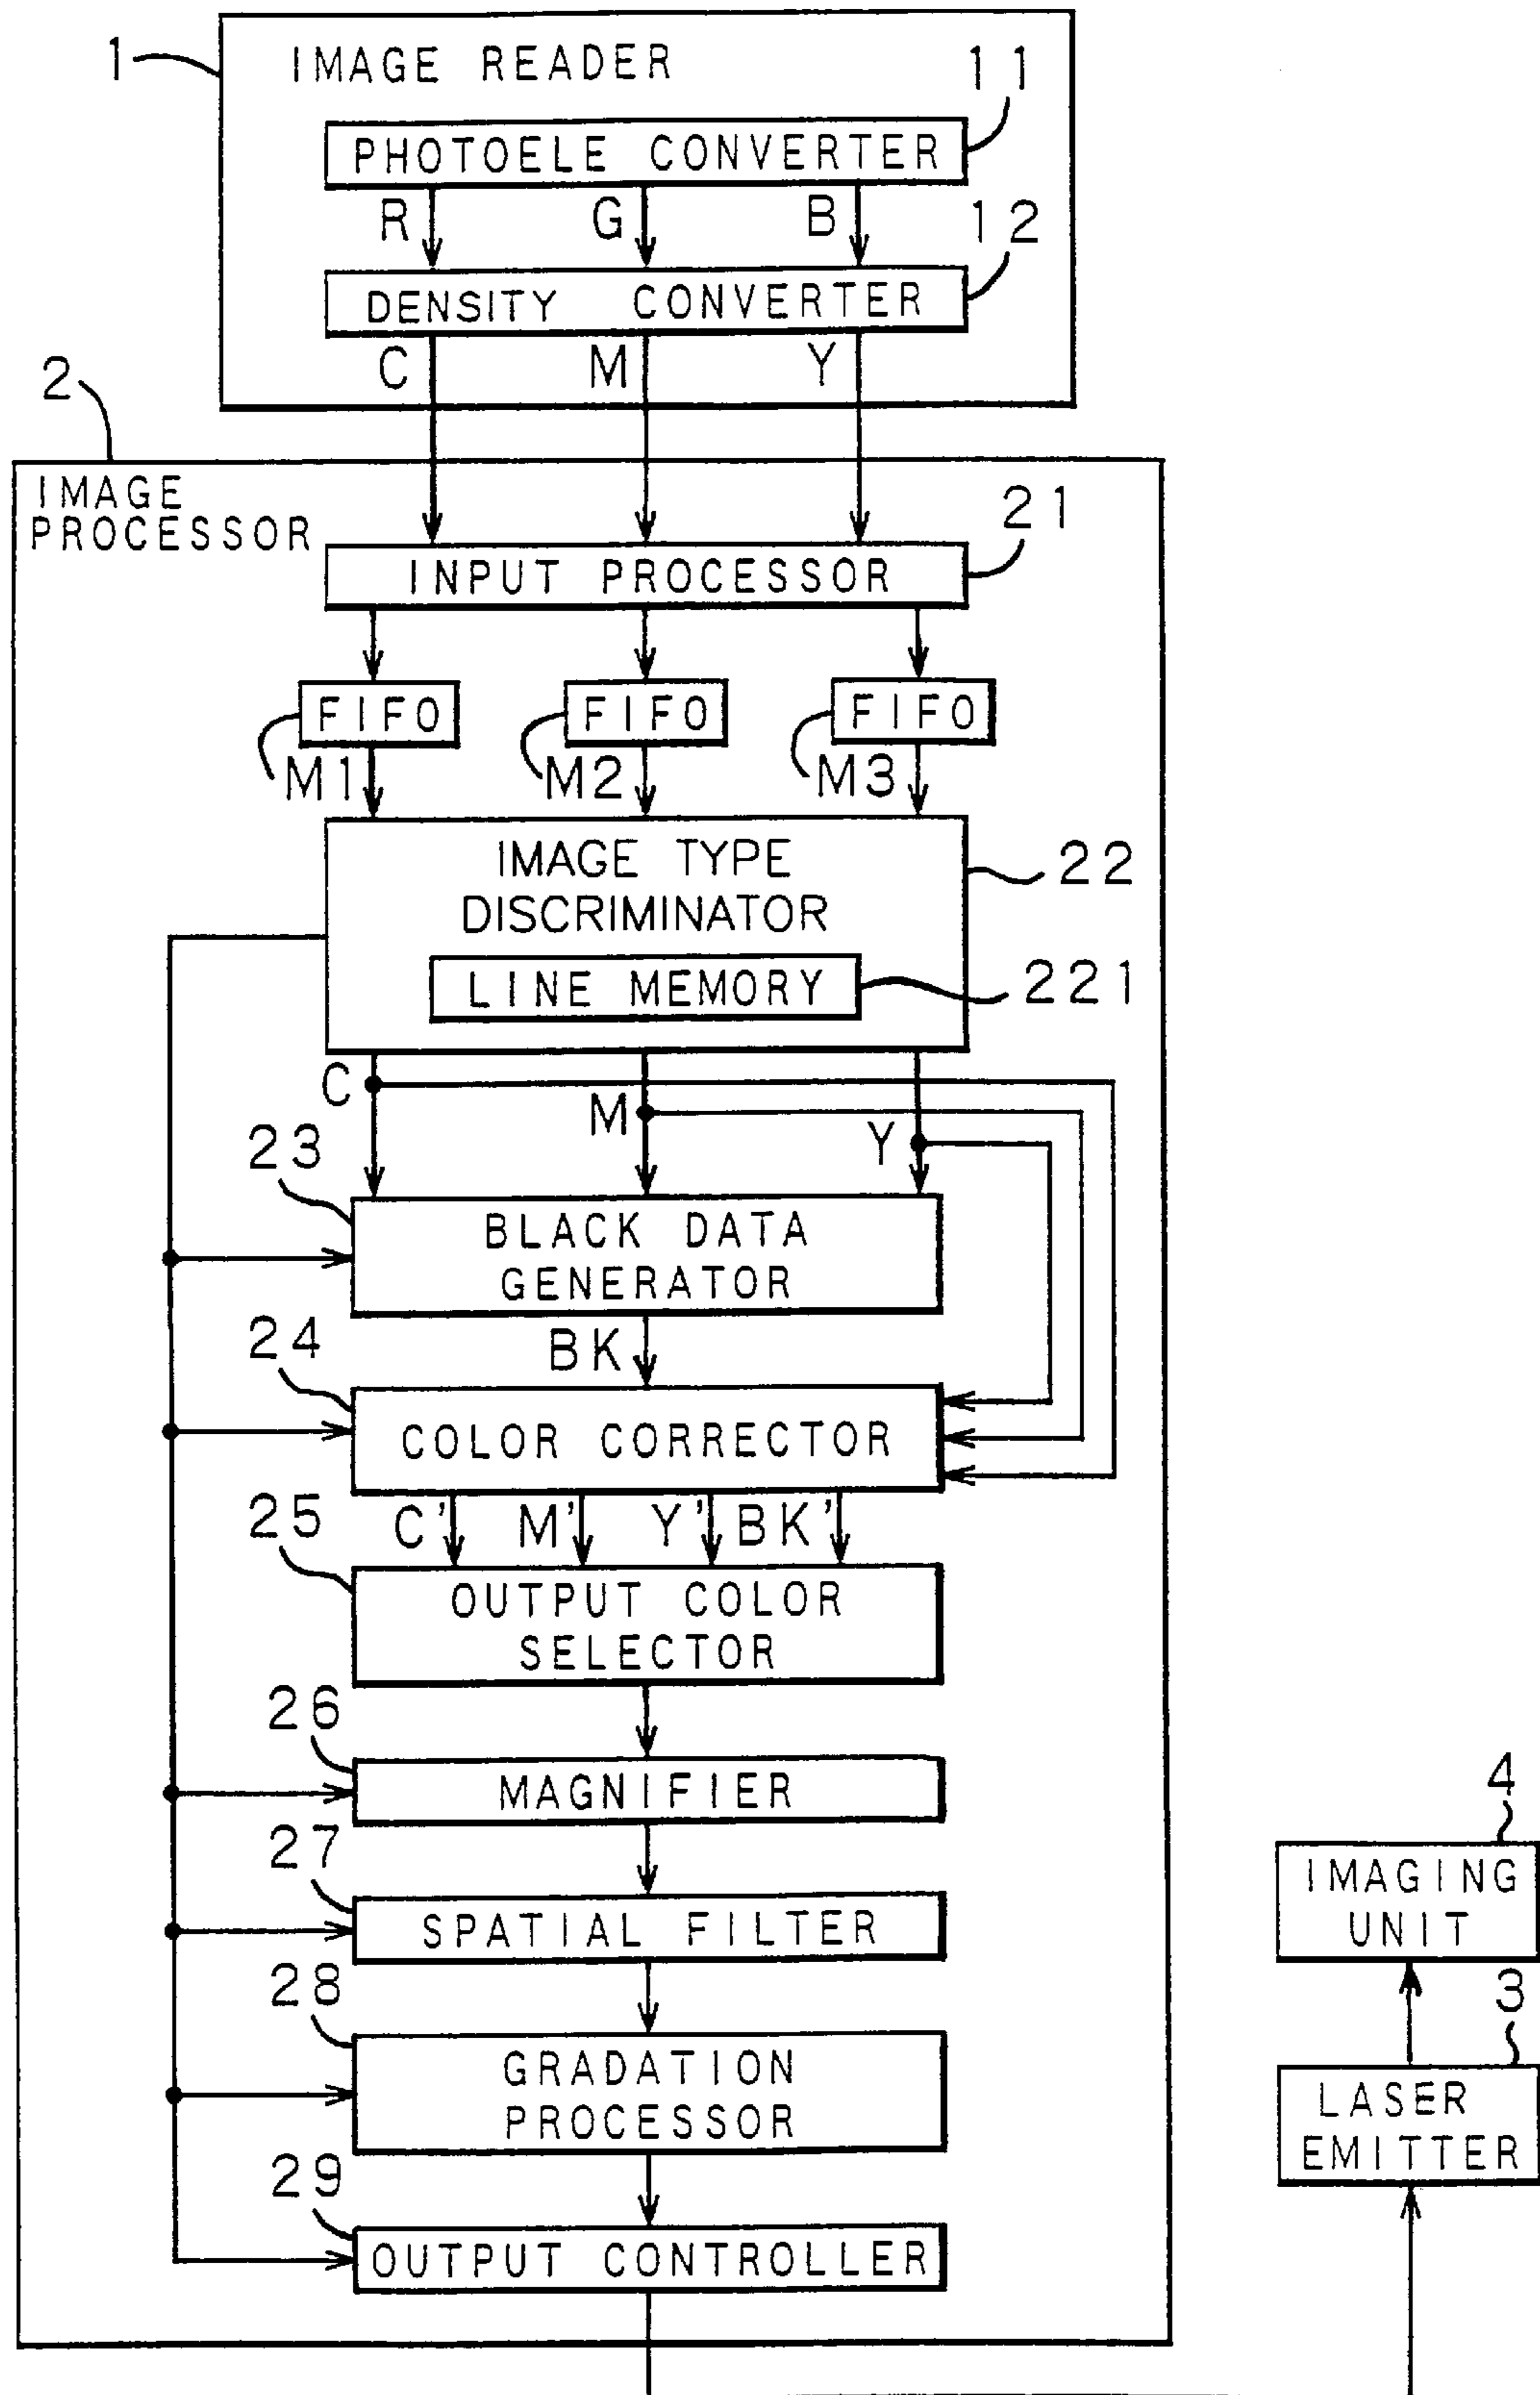 1
IMAGE READER
11
PHOTOELE CONVERTER
R G B
12
DENSITY CONVERTER
C M Y
2
IMAGE
PROCESSOR
21
INPUT PROCESSOR
FIFO FIFO FIFO
M1 M2 M3
IMAGE TYPE
DISCRIMINATOR
22
LINE MEMORY
221
C
M
Y
23
BLACK DATA
GENERATOR
BK
24
COLOR CORRECTOR
C' M' Y' BK'
25
OUTPUT COLOR
SELECTOR
26
MAGNIFIER
27
SPATIAL FILTER
28
GRADATION
PROCESSOR
29
OUTPUT CONTROLLER
4
IMAGING
UNIT
3
LASER
EMITTER